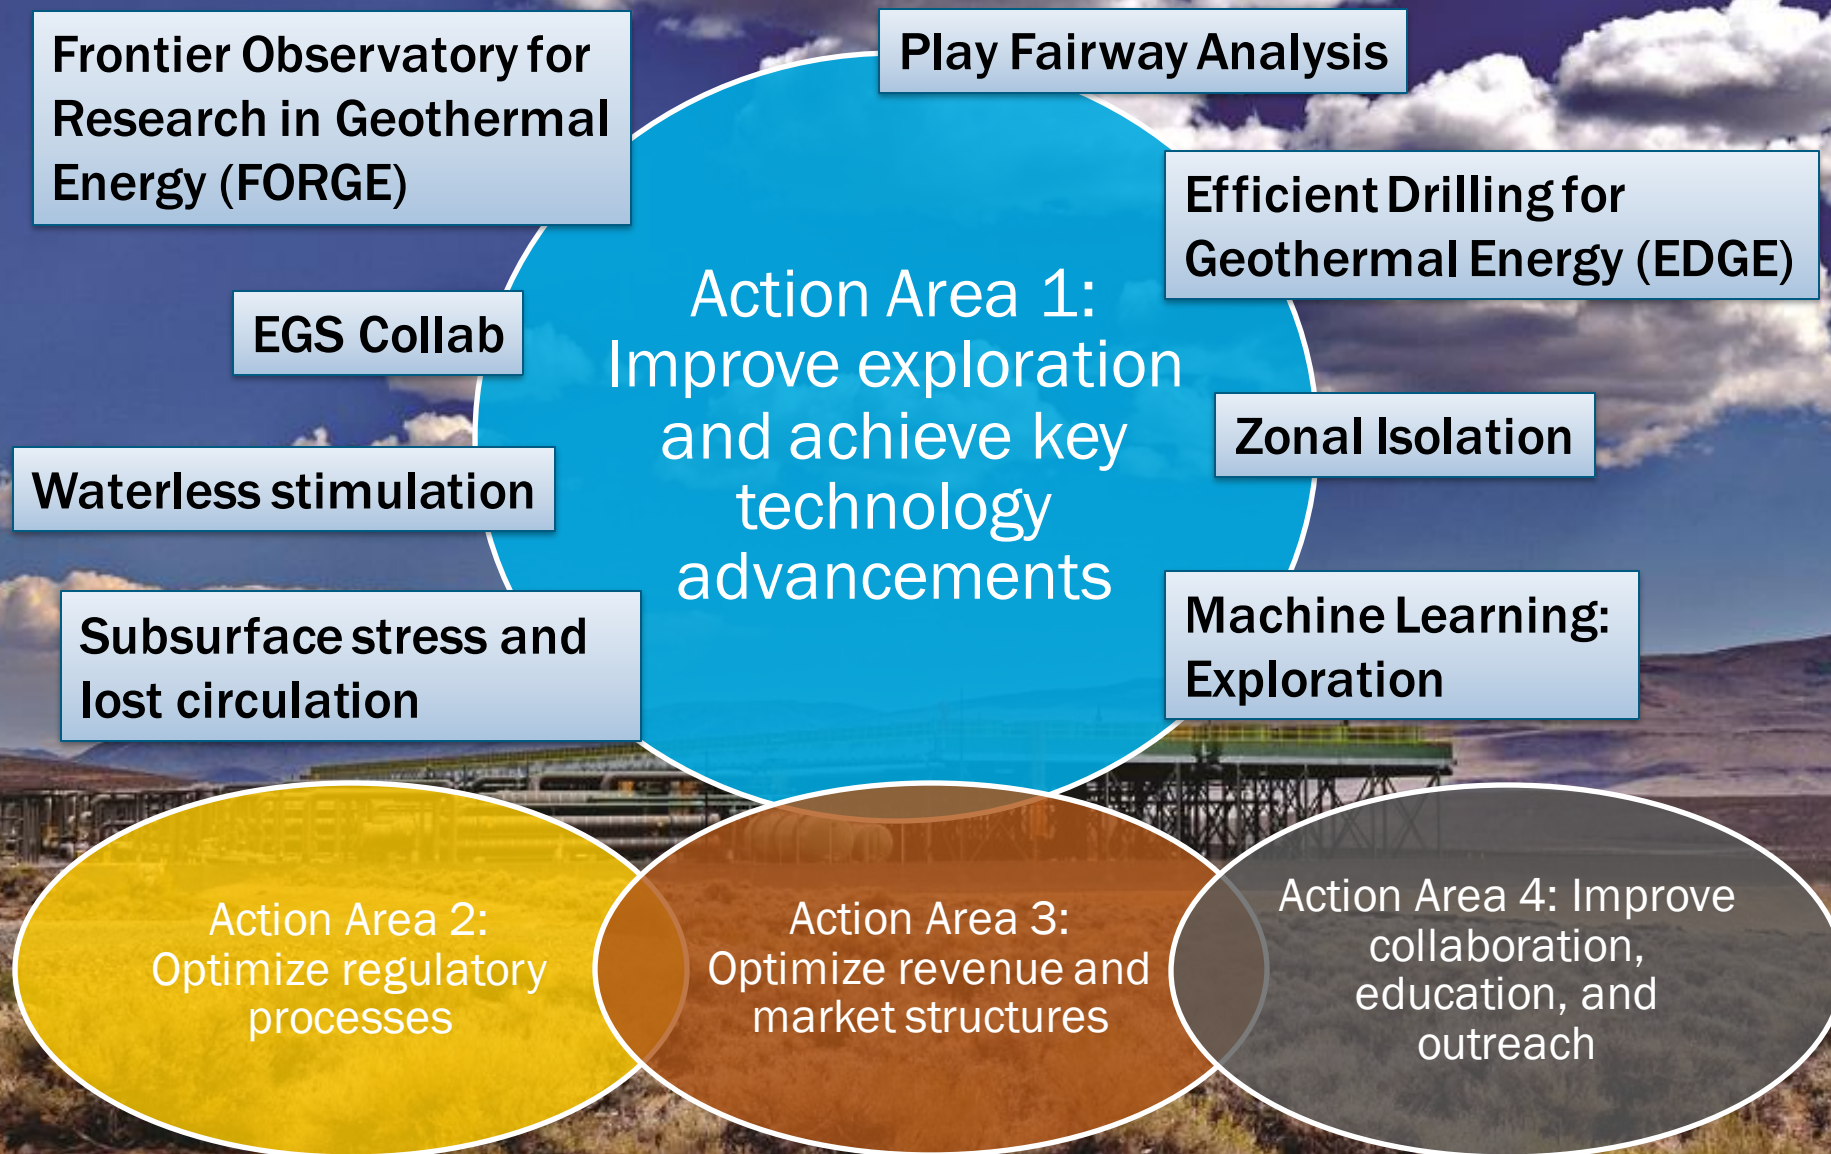 Frontier Observatory for
Research in Geothermal
Energy (FORGE)
Play Fairway Analysis
Efficient Drilling for
Geothermal Energy (EDGE)
EGS Collab
Action Area 1:
Improve exploration
and achieve key
technology
advancements
Zonal Isolation
Waterless stimulation
Subsurface stress and
lost circulation
Machine Learning:
Exploration
Action Area 2:
Optimize regulatory
processes
Action Area 3:
Optimize revenue and
market structures
Action Area 4: Improve
collaboration,
education, and
outreach